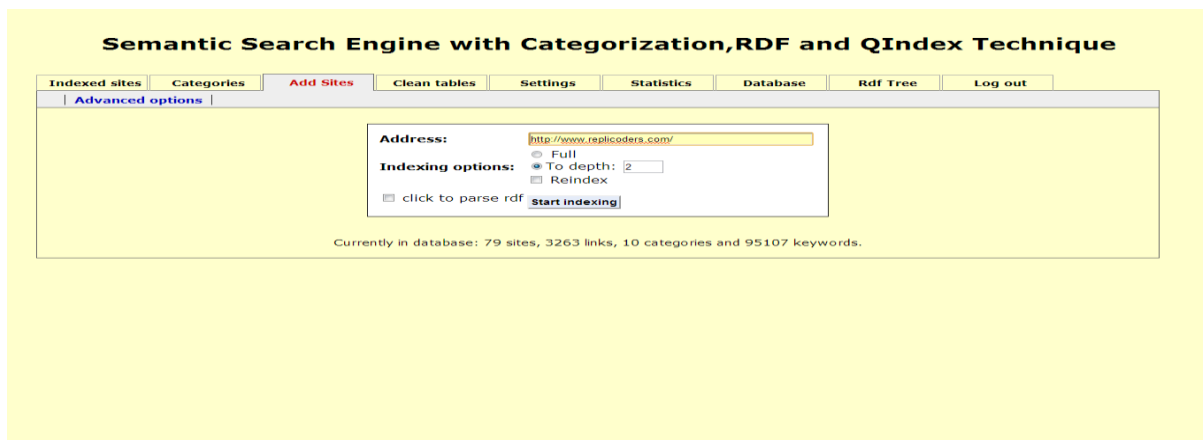 Semantic Search Engine with Categorization,RDF and QIndex Technique
Indexed sites Categories Add Sites Clean tables Settings Statistics Database Rdf Tree Log out
| Advanced options |
Address: http://www.replicoders.com/
Full
Indexing options: To depth: 2
Reindex
click to parse rdf Start indexing
Currently in database: 79 sites, 3263 links, 10 categories and 95107 keywords.